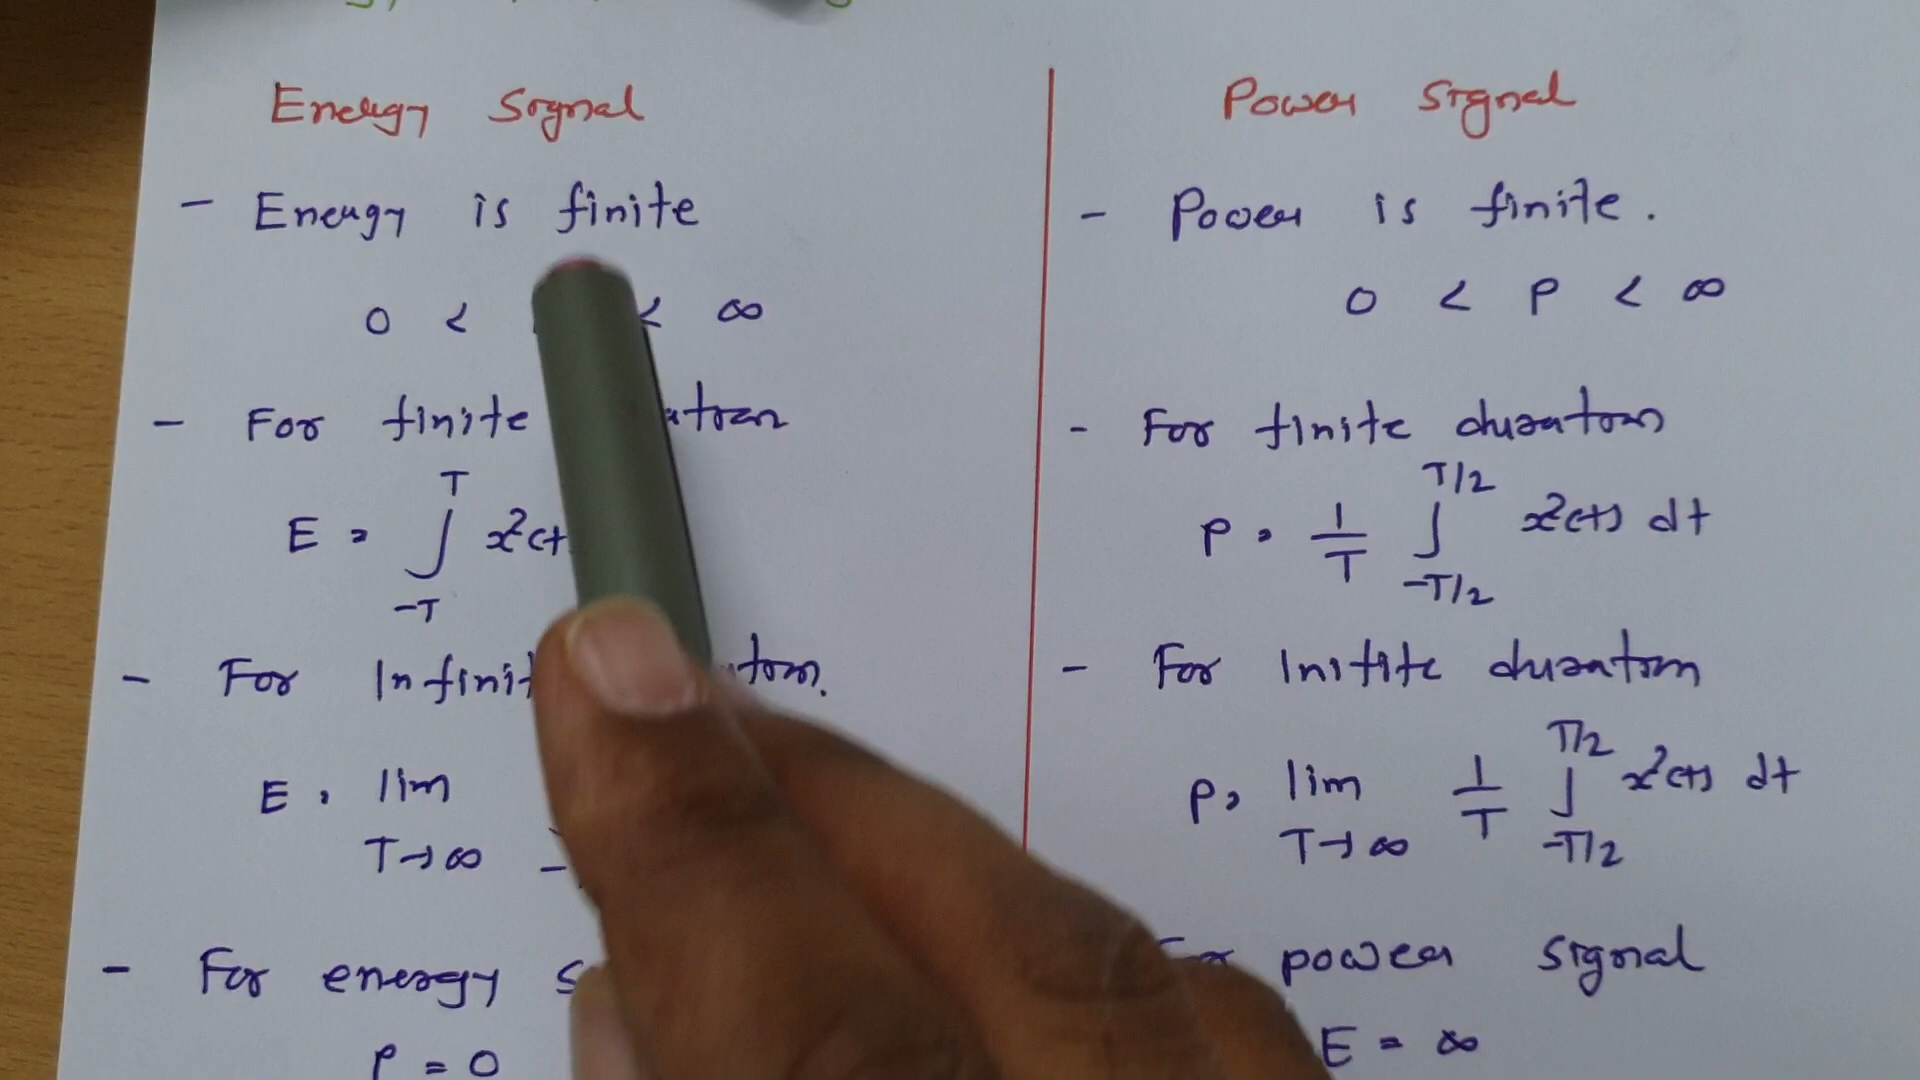 Energy Signal
- Energy is finite
0 < < ∞
- For finite
T
E = ∫ x²(t
-T
- For Infinit
E = lim
T→∞
- For energy s
P = 0
Power Signal
- Power is finite.
0 < P < ∞
- For finite duration
T/2
P = 1/T ∫ x²(t) dt
-T/2
- For Inifite duration
T/2
P = lim 1/T ∫ x²(t) dt
T→∞ -T/2
For power signal
E = ∞